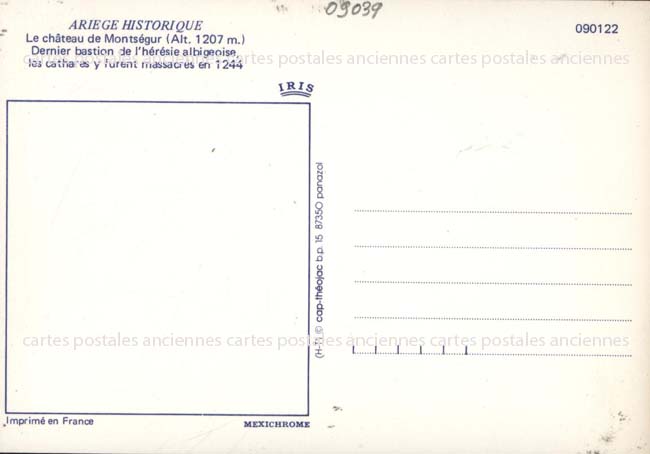 09039
ARIEGE HISTORIQUE
090122
Le château de Montségur (Alt. 1207 m.)
Dernier bastion de l'hérésie albigeoise,
les cathares y furent massacrés en 1244
cartes postales anciennes cartes postales anciennes cartes postales anciennes
IRIS
(H-T) © cap-théojac b.p. 15 87350 panazol
cartes postales anciennes cartes postales anciennes cartes postales anciennes
Imprimé en France
MEXICHROME